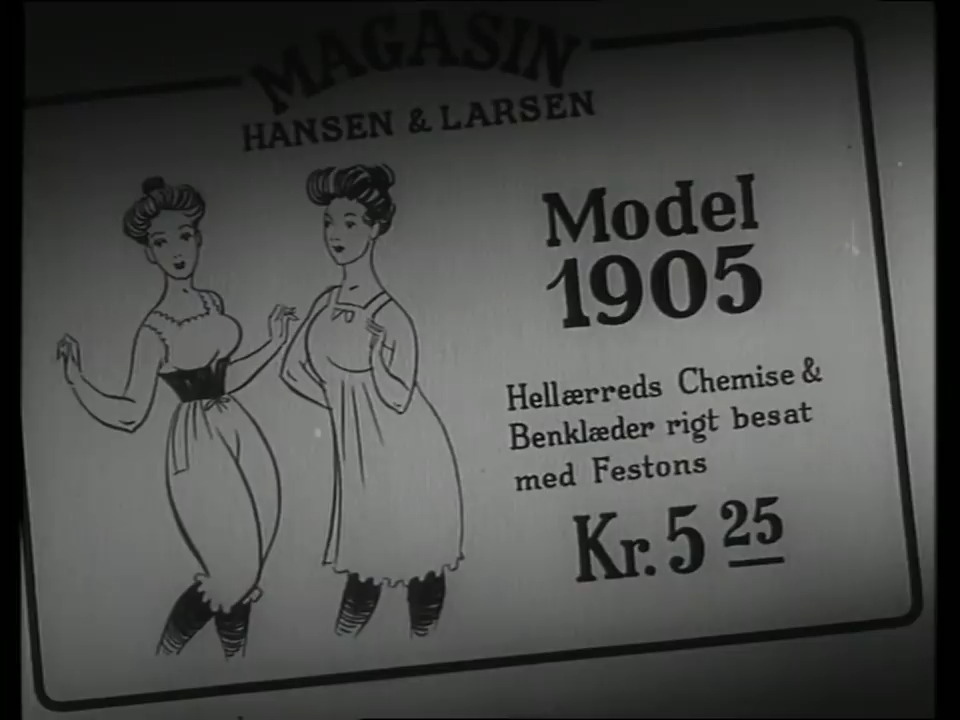 MAGASIN
HANSEN & LARSEN
Model
1905
Hellærreds Chemise &
Benklæder rigt besat
med Festons
Kr. 5 25